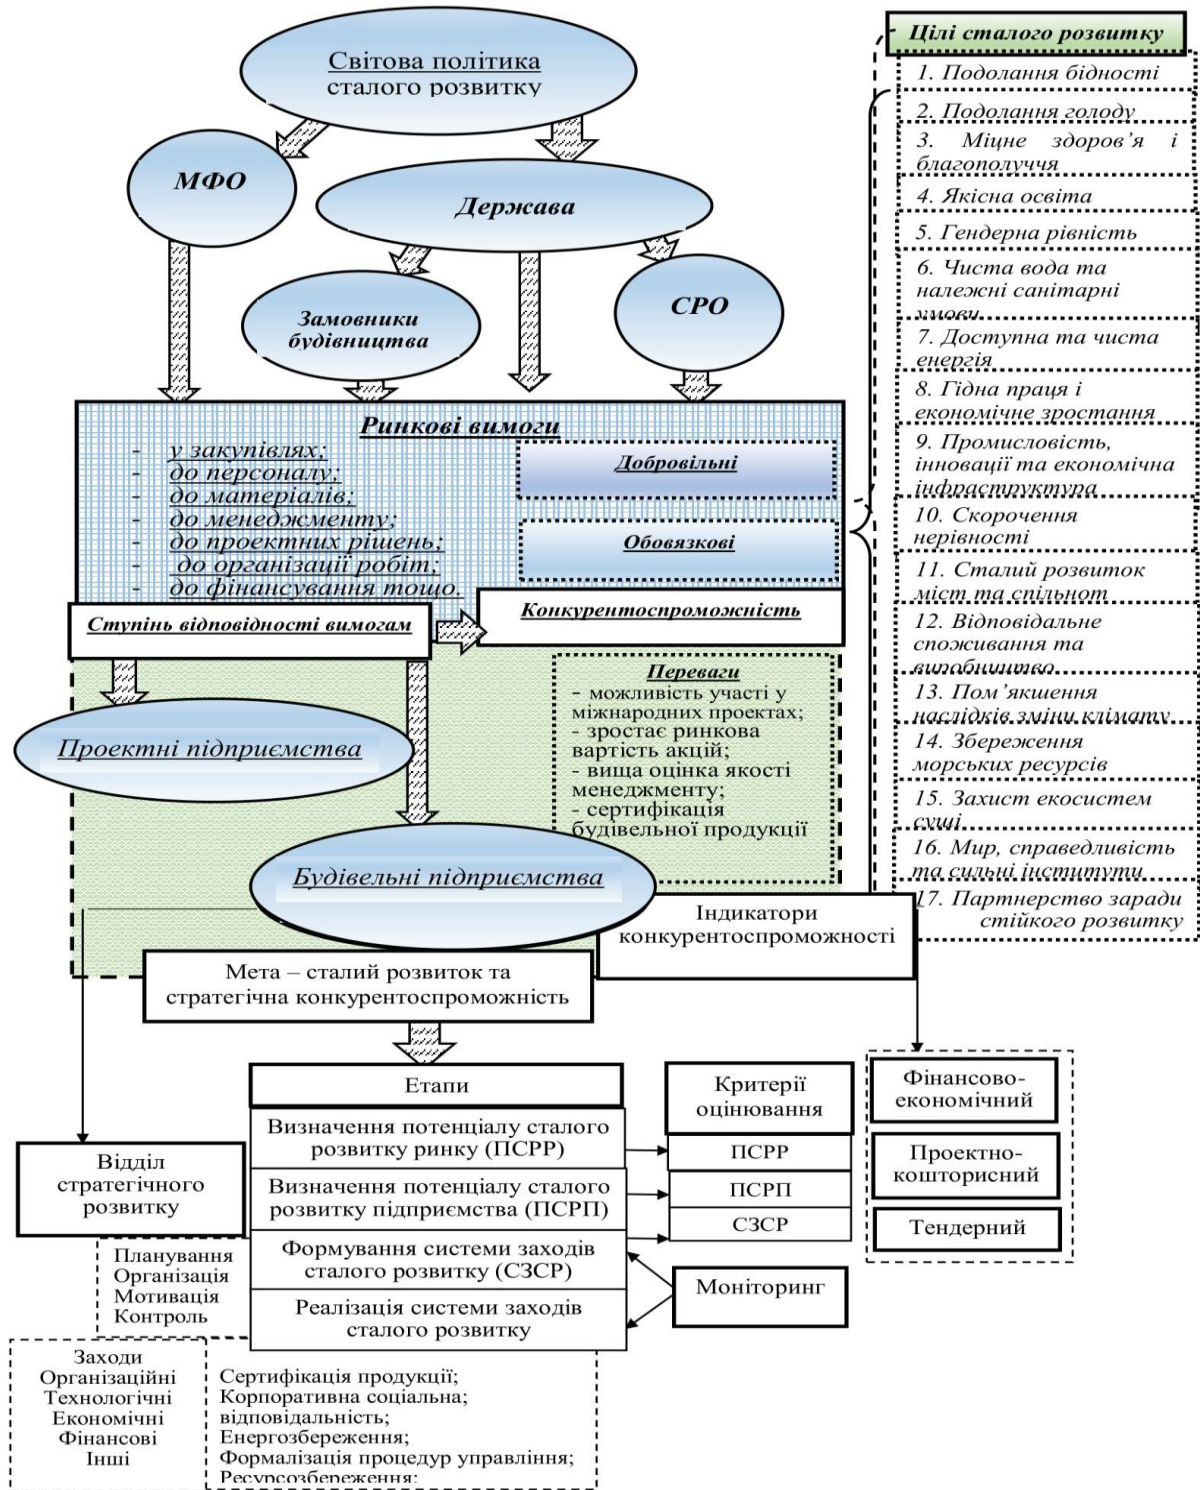 Світова політика
сталого розвитку
МФО
Держава
Замовники
будівництва
СРО
Ринкові вимоги
- у закупівлях;
- до персоналу;
- до матеріалів;
- до менеджменту;
- до проектних рішень;
- до організації робіт;
- до фінансування тощо.
Добровільні
Обовязкові
Ступінь відповідності вимогам
Конкурентоспроможність
Переваги
- можливість участі у
міжнародних проектах;
- зростає ринкова
вартість акцій;
- вища оцінка якості
менеджменту;
- сертифікація
будівельної продукції
Проектні підприємства
Будівельні підприємства
Індикатори
конкурентоспроможності
Мета – сталий розвиток та
стратегічна конкурентоспроможність
Цілі сталого розвитку
1. Подолання бідності
2. Подолання голоду
3. Міцне здоров’я і
благополуччя
4. Якісна освіта
5. Гендерна рівність
6. Чиста вода та
належні санітарні
умови
7. Доступна та чиста
енергія
8. Гідна праця і
економічне зростання
9. Промисловість,
інновації та економічна
інфраструктура
10. Скорочення
нерівності
11. Сталий розвиток
міст та спільнот
12. Відповідальне
споживання та
виробництво
13. Пом’якшення
наслідків зміни клімату
14. Збереження
морських ресурсів
15. Захист екосистем
суші
16. Мир, справедливість
та сильні інститути
17. Партнерство заради
стійкого розвитку
Етапи
Визначення потенціалу сталого
розвитку ринку (ПСРР)
Визначення потенціалу сталого
розвитку підприємства (ПСРП)
Формування системи заходів
сталого розвитку (СЗСР)
Реалізація системи заходів
сталого розвитку
Критерії
оцінювання
ПСРР
ПСРП
СЗСР
Моніторинг
Фінансово-
економічний
Проектно-
кошторисний
Тендерний
Відділ
стратегічного
розвитку
Планування
Організація
Мотивація
Контроль
Заходи
Організаційні
Технологічні
Економічні
Фінансові
Інші
Сертифікація продукції;
Корпоративна соціальна;
відповідальність;
Енергозбереження;
Формалізація процедур управління;
Ресурсозбереження;